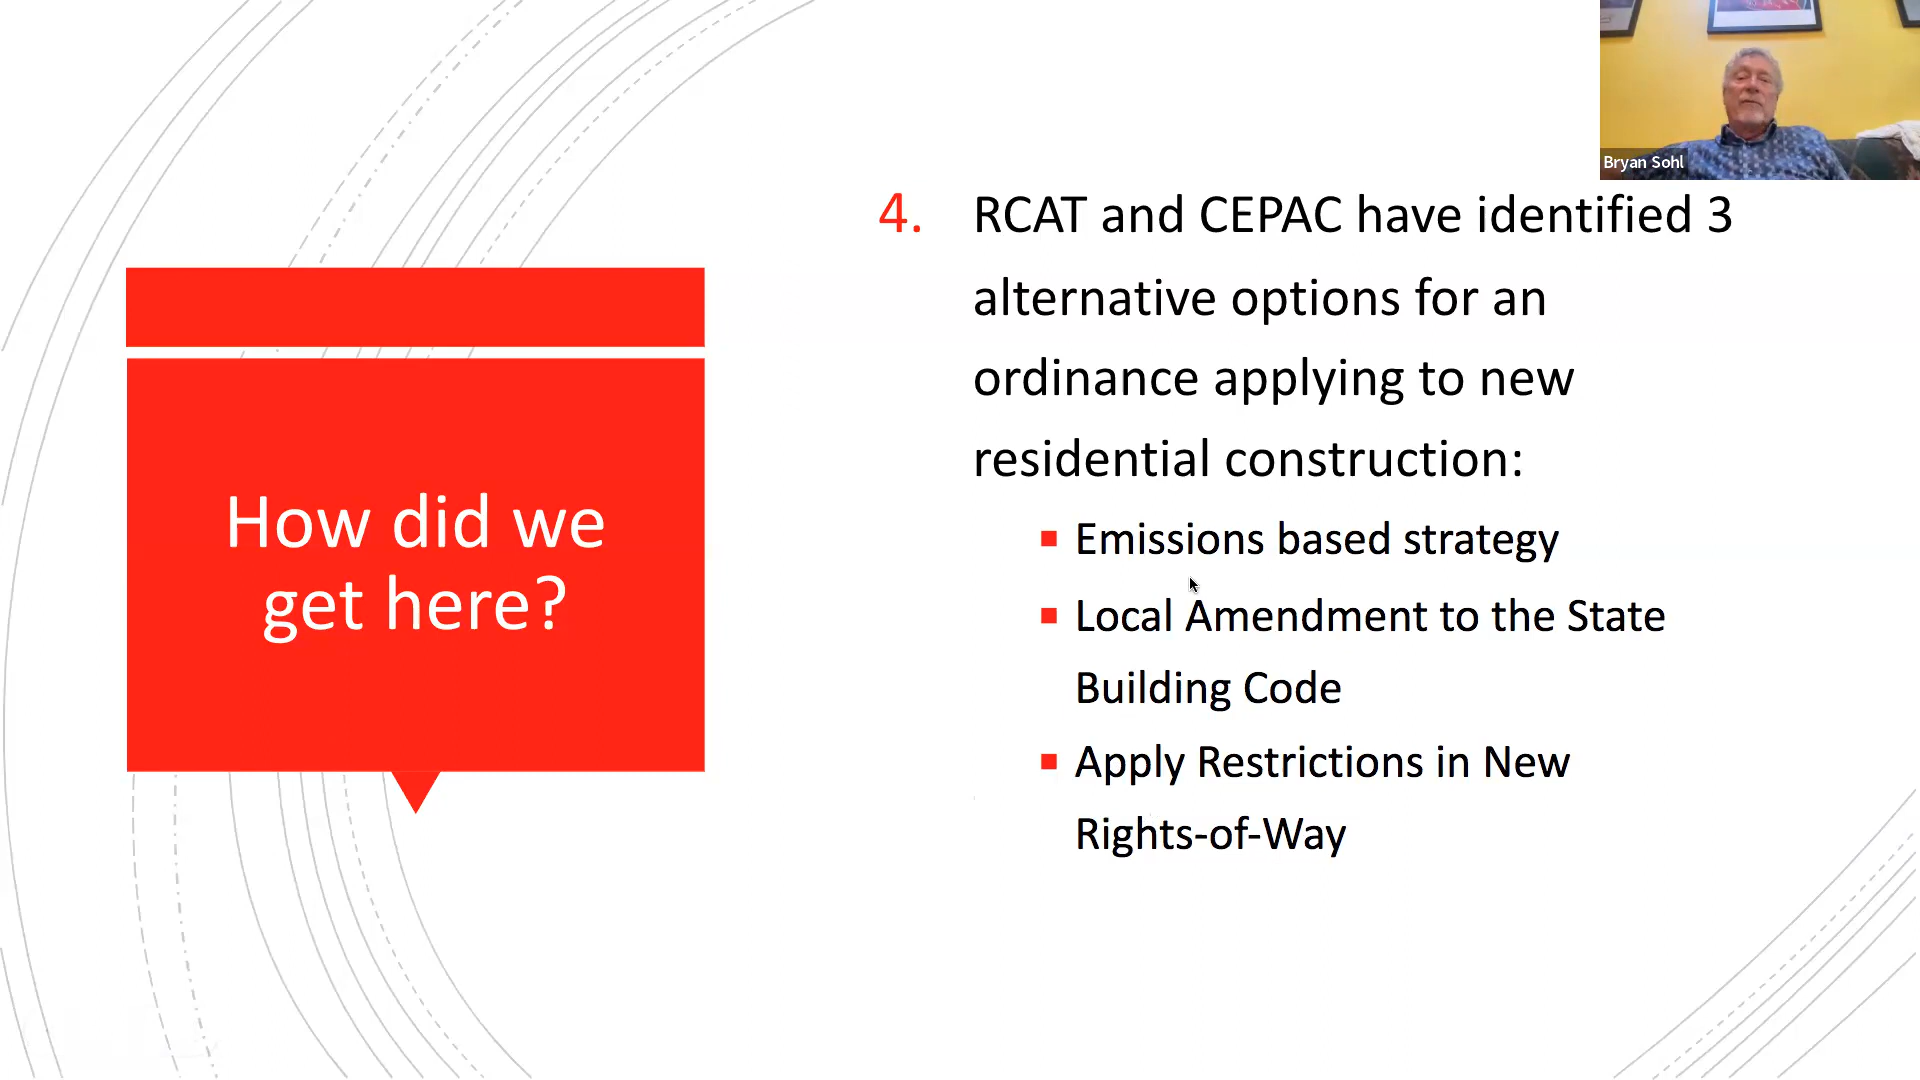 Bryan Sohl
How did we
get here?
4. RCAT and CEPAC have identified 3
alternative options for an
ordinance applying to new
residential construction:
Emissions based strategy
Local Amendment to the State
Building Code
Apply Restrictions in New
Rights-of-Way